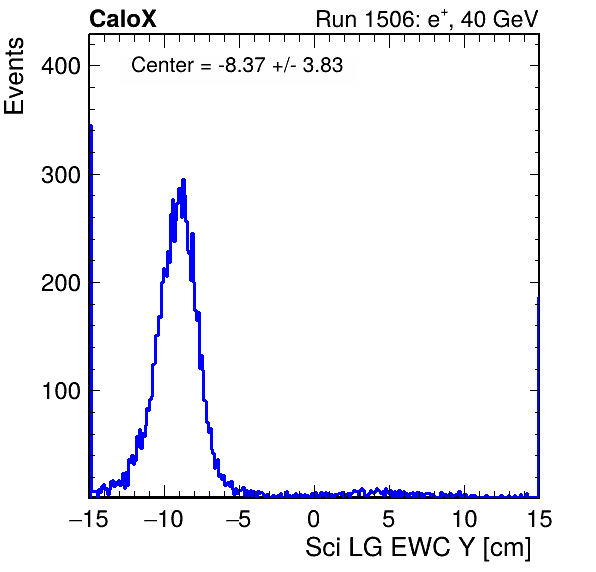 CaloX
Run 1506: e+, 40 GeV
Events
Center = -8.37 +/- 3.83
400
300
200
100
−15 −10 −5 0 5 10 15
Sci LG EWC Y [cm]